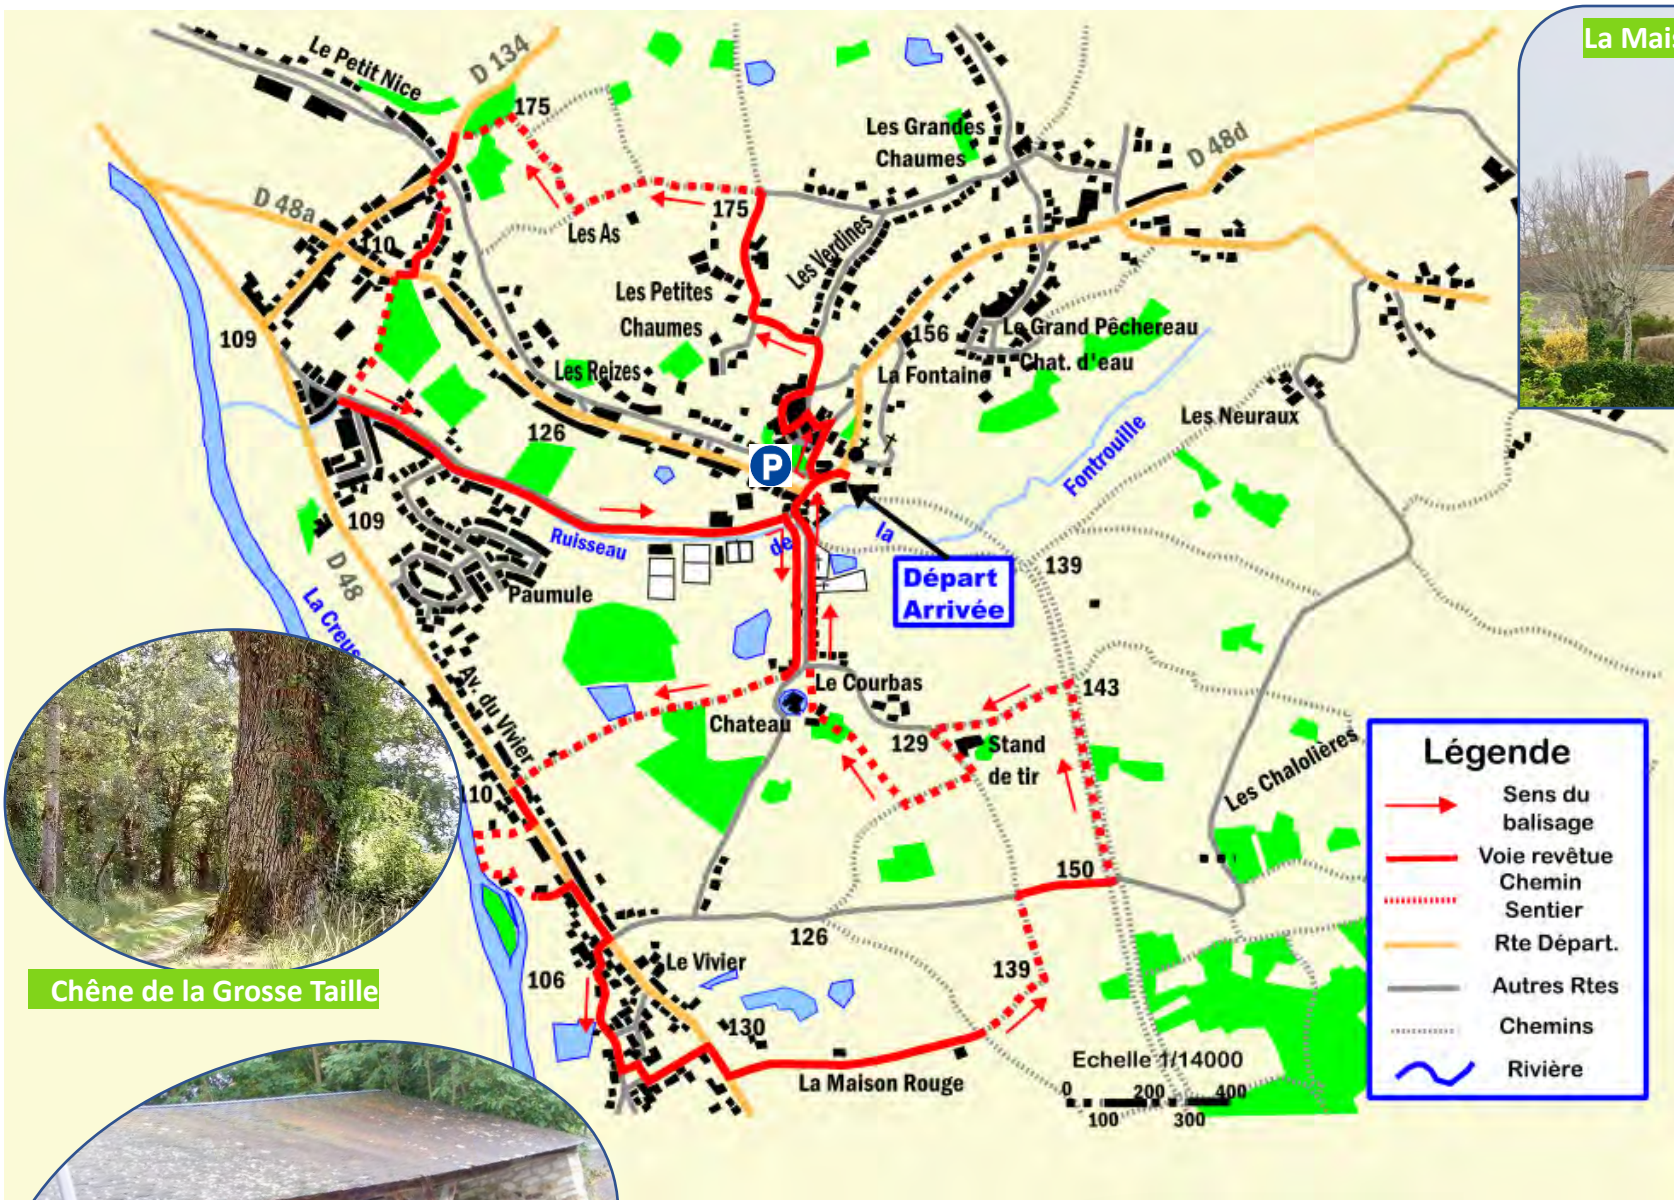 La Mais
Le Petit Nice
D 134
175
Les Grandes
Chaumes
D 48d
D 48a
110
Les As
175
Les Verdines
Les Petites
Chaumes
109
156
Le Grand Pêchereau
Chat. d'eau
La Fontaine
Les Reizes
Les Neuraux
126
P
Fontrouille
109
Ruisseau
de
la
D 48
Paumule
139
Départ
Arrivée
La Creus
Av. du Vivier
Le Courbas
143
Chateau
129
Stand
de tir
110
Les Chalolières
150
126
Le Vivier
106
139
130
La Maison Rouge
Chêne de la Grosse Taille
Echelle 1/14000
0 200 400
100 300
Légende
Sens du
balisage
Voie revêtue
Chemin
Sentier
Rte Départ.
Autres Rtes
Chemins
Rivière